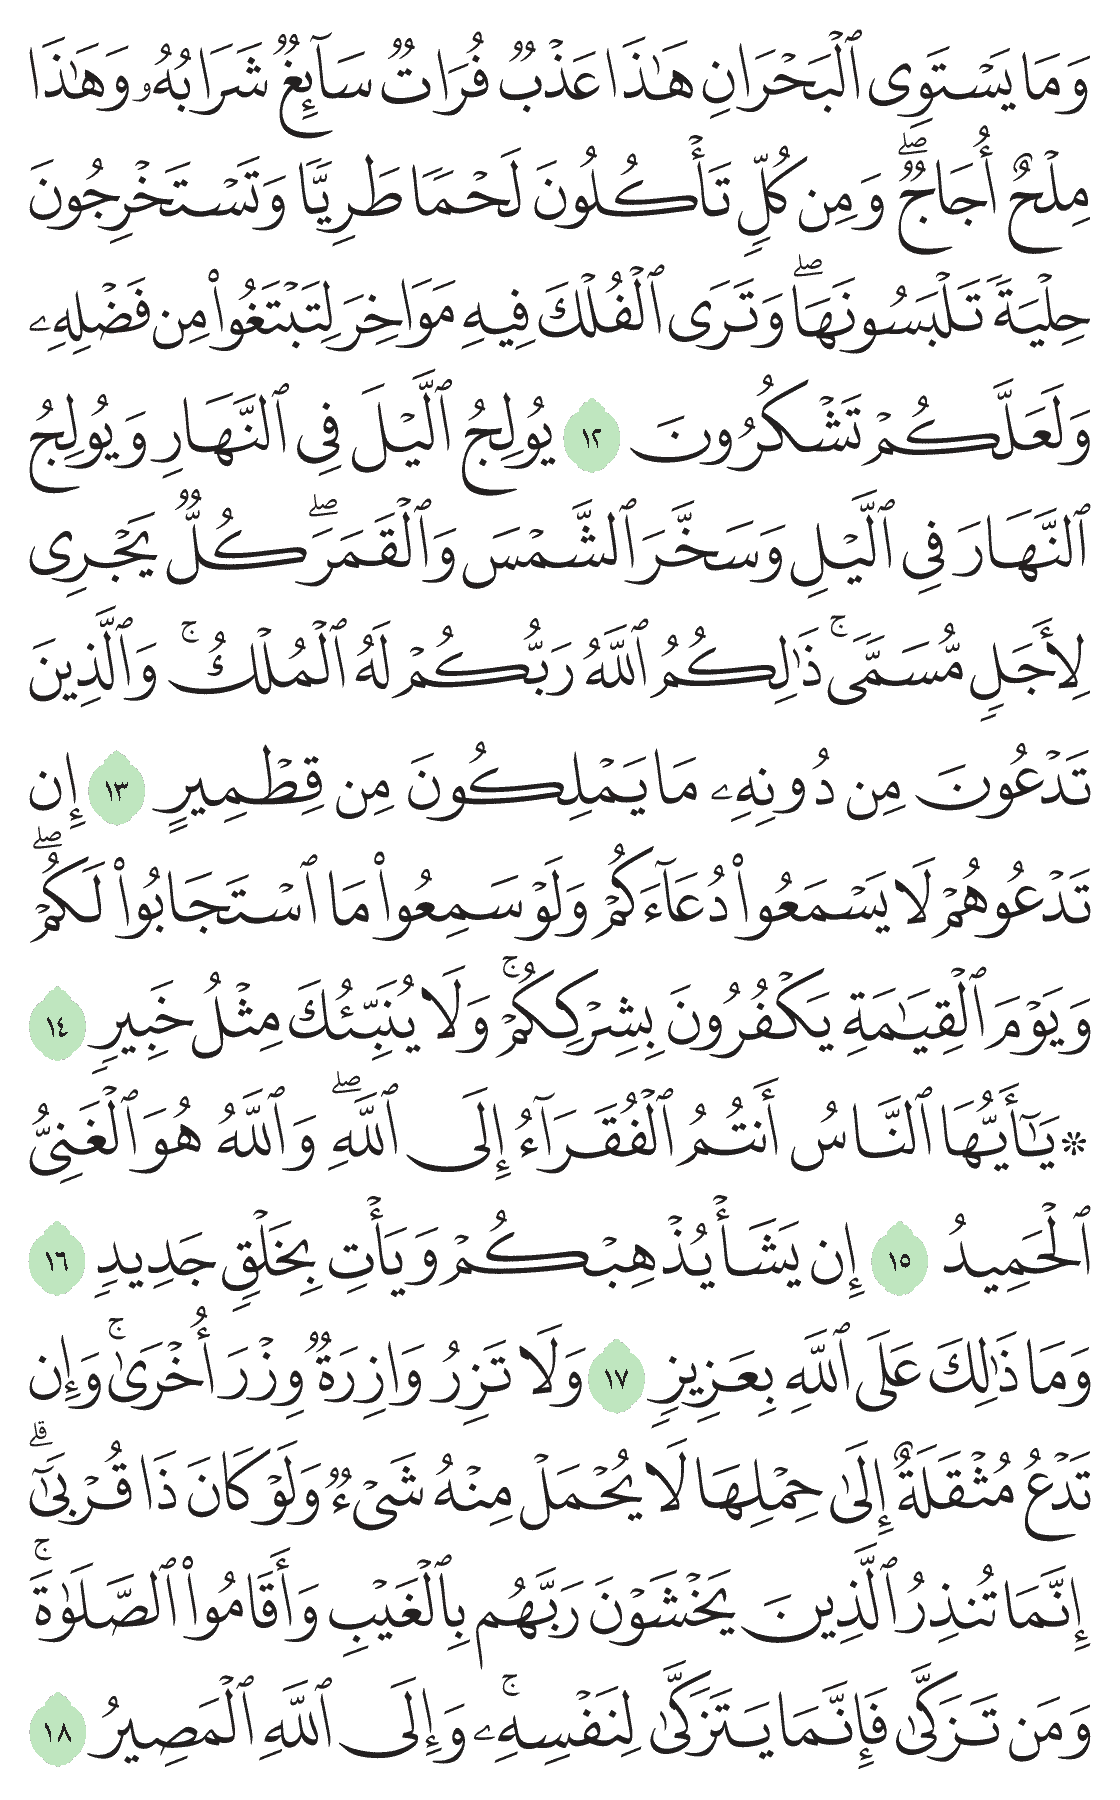 وَمَا يَسْتَوِى ٱلْبَحْرَانِ هَٰذَا عَذْبٌ فُرَاتٌ سَآئِغٌ شَرَابُهُۥ وَهَٰذَا
مِلْحٌ أُجَاجٌ ۖ وَمِن كُلٍّ تَأْكُلُونَ لَحْمًا طَرِيًّا وَتَسْتَخْرِجُونَ
حِلْيَةً تَلْبَسُونَهَا ۖ وَتَرَى ٱلْفُلْكَ فِيهِ مَوَاخِرَ لِتَبْتَغُوا۟ مِن فَضْلِهِۦ
وَلَعَلَّكُمْ تَشْكُرُونَ ١٢ يُولِجُ ٱلَّيْلَ فِى ٱلنَّهَارِ وَيُولِجُ
ٱلنَّهَارَ فِى ٱلَّيْلِ وَسَخَّرَ ٱلشَّمْسَ وَٱلْقَمَرَ ۖ كُلٌّ يَجْرِى
لِأَجَلٍ مُّسَمًّى ۚ ذَٰلِكُمُ ٱللَّهُ رَبُّكُمْ لَهُ ٱلْمُلْكُ ۚ وَٱلَّذِينَ
تَدْعُونَ مِن دُونِهِۦ مَا يَمْلِكُونَ مِن قِطْمِيرٍ ١٣ إِن
تَدْعُوهُمْ لَا يَسْمَعُوا۟ دُعَآءَكُمْ وَلَوْ سَمِعُوا۟ مَا ٱسْتَجَابُوا۟ لَكُمْ ۖ
وَيَوْمَ ٱلْقِيَٰمَةِ يَكْفُرُونَ بِشِرْكِكُمْ ۚ وَلَا يُنَبِّئُكَ مِثْلُ خَبِيرٍ ١٤
* يَٰٓأَيُّهَا ٱلنَّاسُ أَنتُمُ ٱلْفُقَرَآءُ إِلَى ٱللَّهِ ۖ وَٱللَّهُ هُوَ ٱلْغَنِىُّ
ٱلْحَمِيدُ ١٥ إِن يَشَأْ يُذْهِبْكُمْ وَيَأْتِ بِخَلْقٍ جَدِيدٍ ١٦
وَمَا ذَٰلِكَ عَلَى ٱللَّهِ بِعَزِيزٍ ١٧ وَلَا تَزِرُ وَازِرَةٌ وِزْرَ أُخْرَىٰ ۚ وَإِن
تَدْعُ مُثْقَلَةٌ إِلَىٰ حِمْلِهَا لَا يُحْمَلْ مِنْهُ شَىْءٌ وَلَوْ كَانَ ذَا قُرْبَىٰٓ ۗ
إِنَّمَا تُنذِرُ ٱلَّذِينَ يَخْشَوْنَ رَبَّهُم بِٱلْغَيْبِ وَأَقَامُوا۟ ٱلصَّلَوٰةَ ۚ
وَمَن تَزَكَّىٰ فَإِنَّمَا يَتَزَكَّىٰ لِنَفْسِهِۦ ۚ وَإِلَى ٱللَّهِ ٱلْمَصِيرُ ١٨